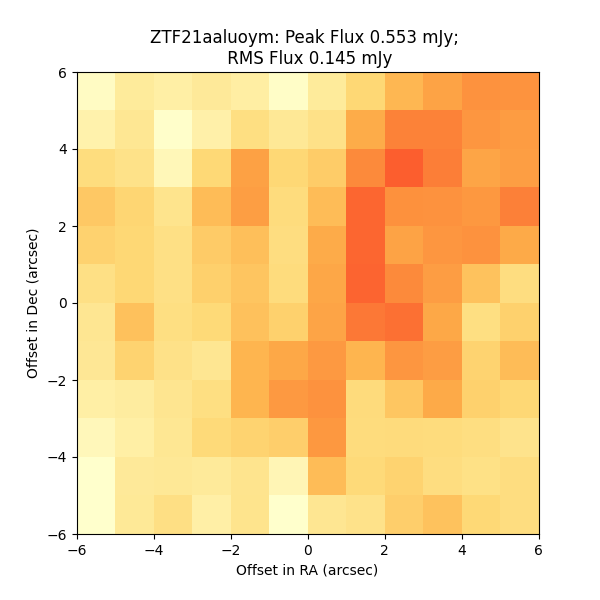 ZTF21aaluoym: Peak Flux 0.553 mJy;
RMS Flux 0.145 mJy
6
4
2
0
−2
−4
−6
Offset in Dec (arcsec)
−6 −4 −2 0 2 4 6
Offset in RA (arcsec)